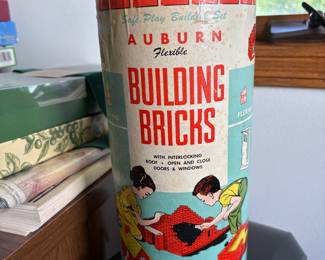 Safe-Play Building Set
AUBURN
Flexible
BUILDING
BRICKS
WITH INTERLOCKING
ROOF • OPEN AND CLOSE
DOORS & WINDOWS